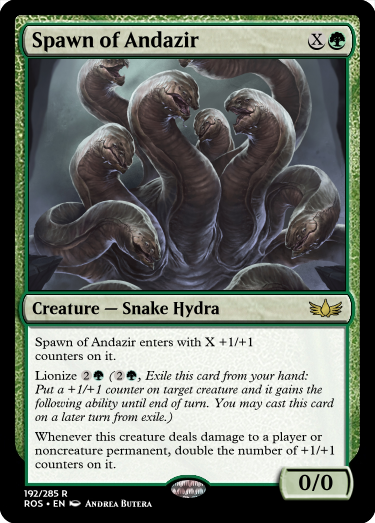 Spawn of Andazir X
Creature — Snake Hydra
Spawn of Andazir enters with X +1/+1
counters on it.
Lionize 2 (2, Exile this card from your hand:
Put a +1/+1 counter on target creature and it gains the
following ability until end of turn. You may cast this card
on a later turn from exile.)
Whenever this creature deals damage to a player or
noncreature permanent, double the number of +1/+1
counters on it.
0/0
192/285 R
ROS • EN Andrea Butera